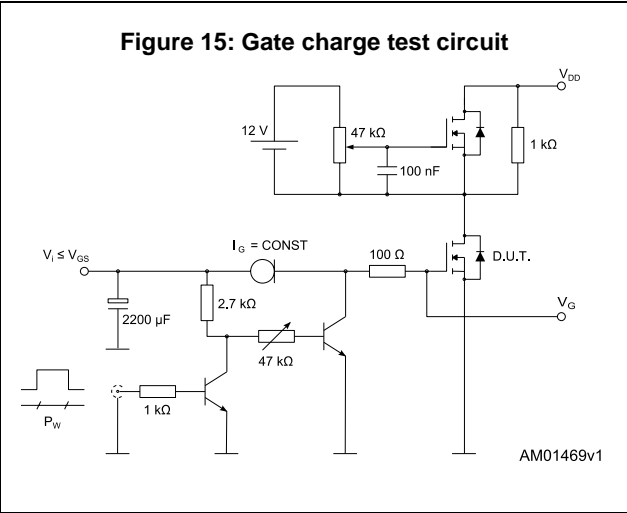 Figure 15: Gate charge test circuit
V_DD
12 V
47 kΩ
1 kΩ
100 nF
V_i ≤ V_GS
I_G = CONST
100 Ω
D.U.T.
2.7 kΩ
2200 μF
V_G
47 kΩ
1 kΩ
P_W
AM01469v1